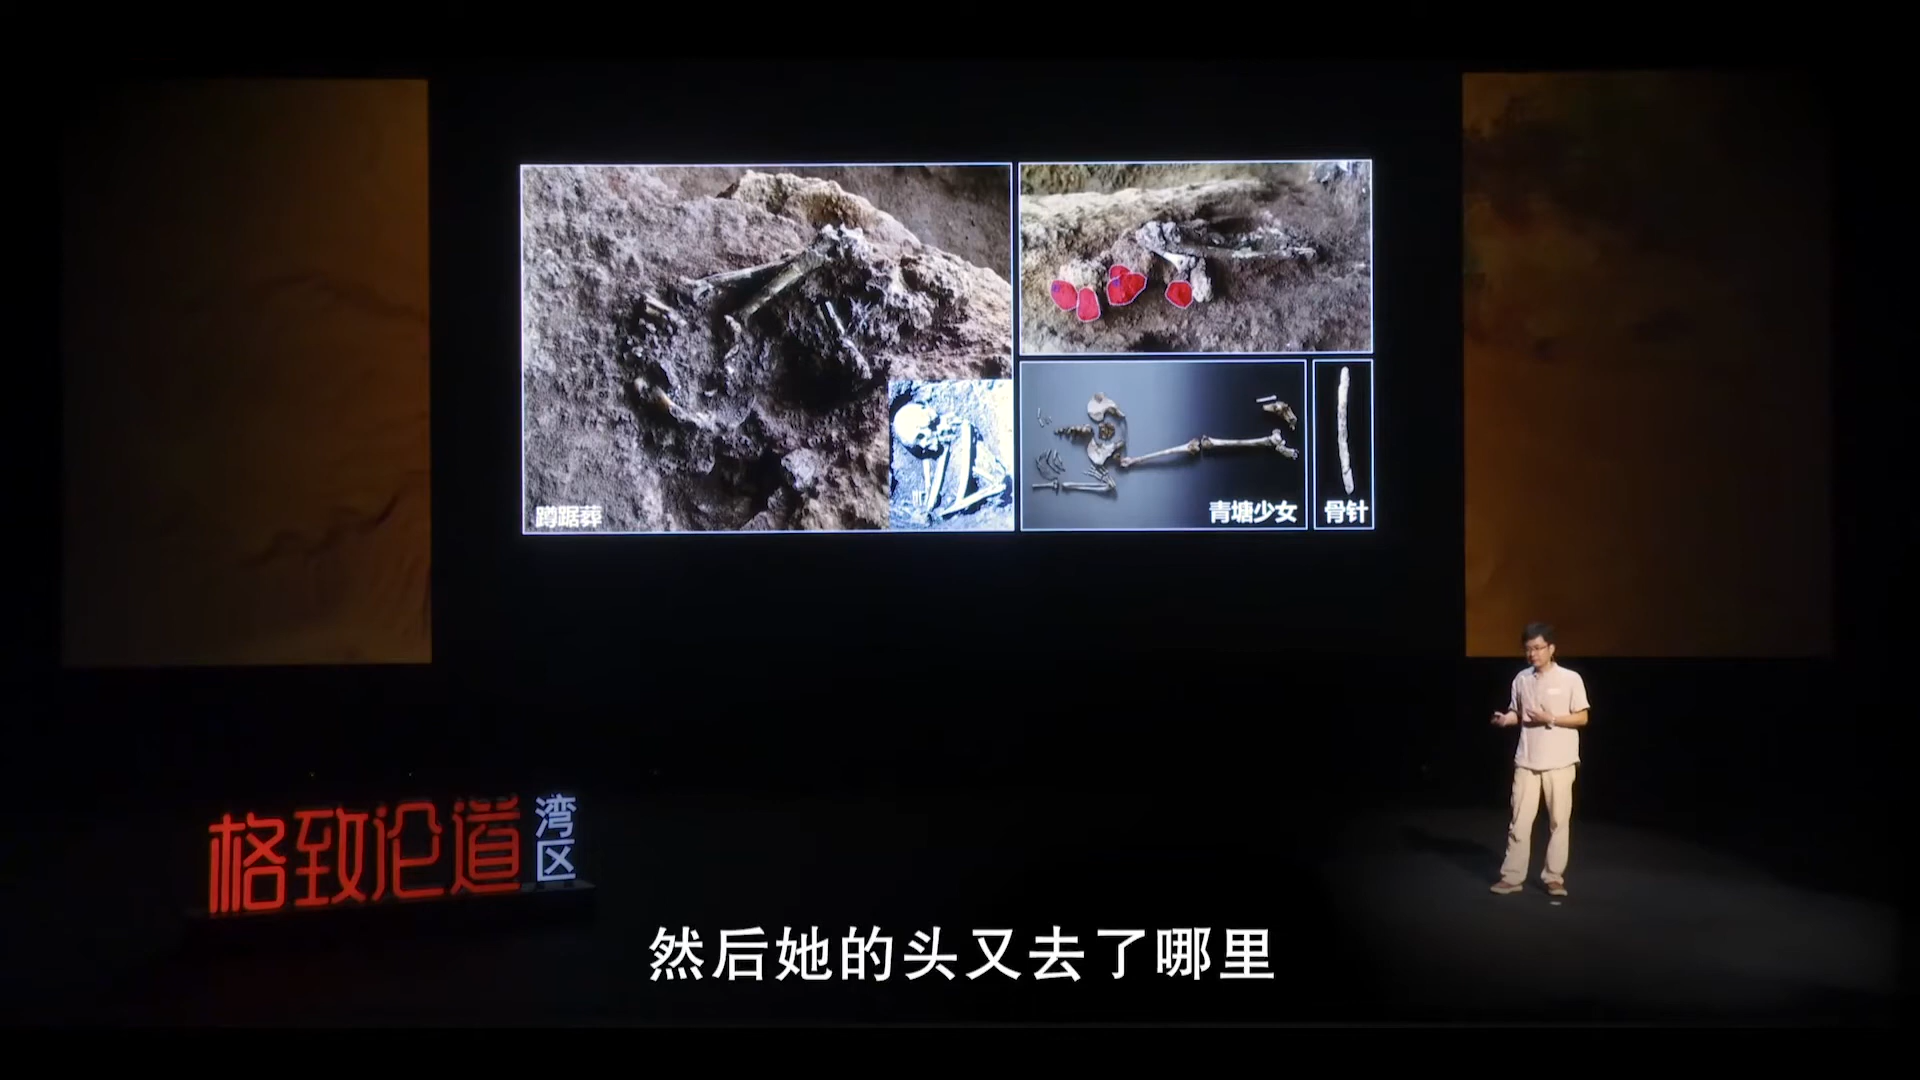 蹲踞葬
青塘少女
骨针
格致论道
湾区
然后她的头又去了哪里